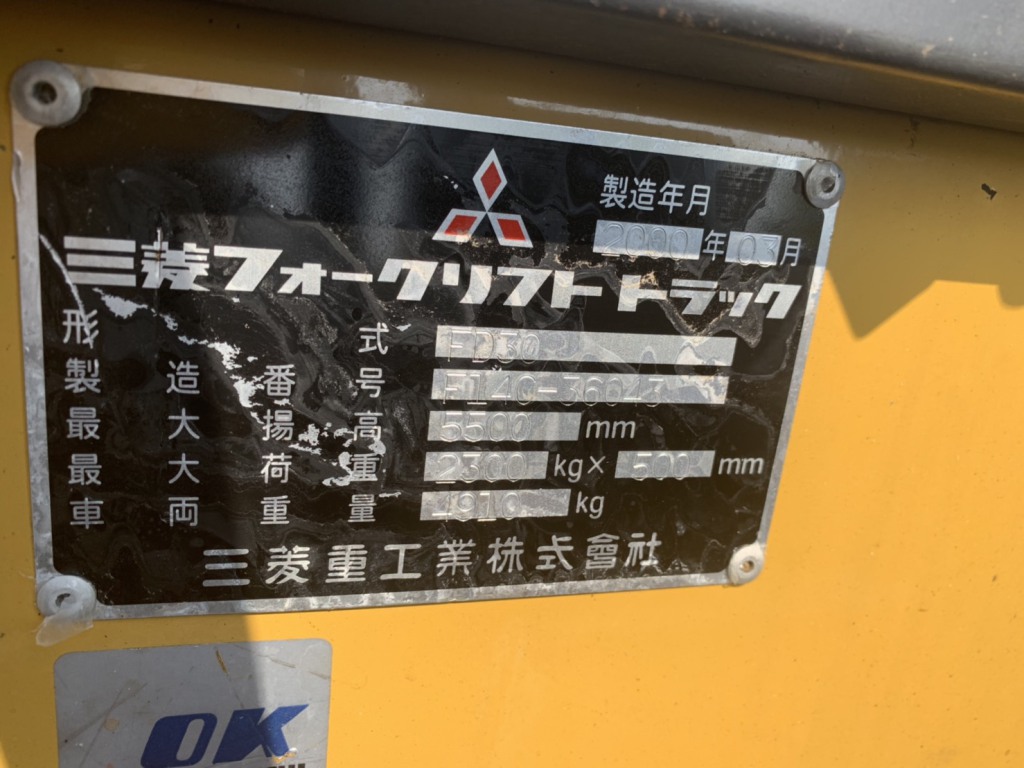 製造年月
2000年03月
三菱フォークリフトトラック
形式 FD30
製造番号 F14C-36643
最大揚高 5500 mm
最大荷重 2300 kg× 500 mm
車両重量 4910 kg
三菱重工業株式會社
OK